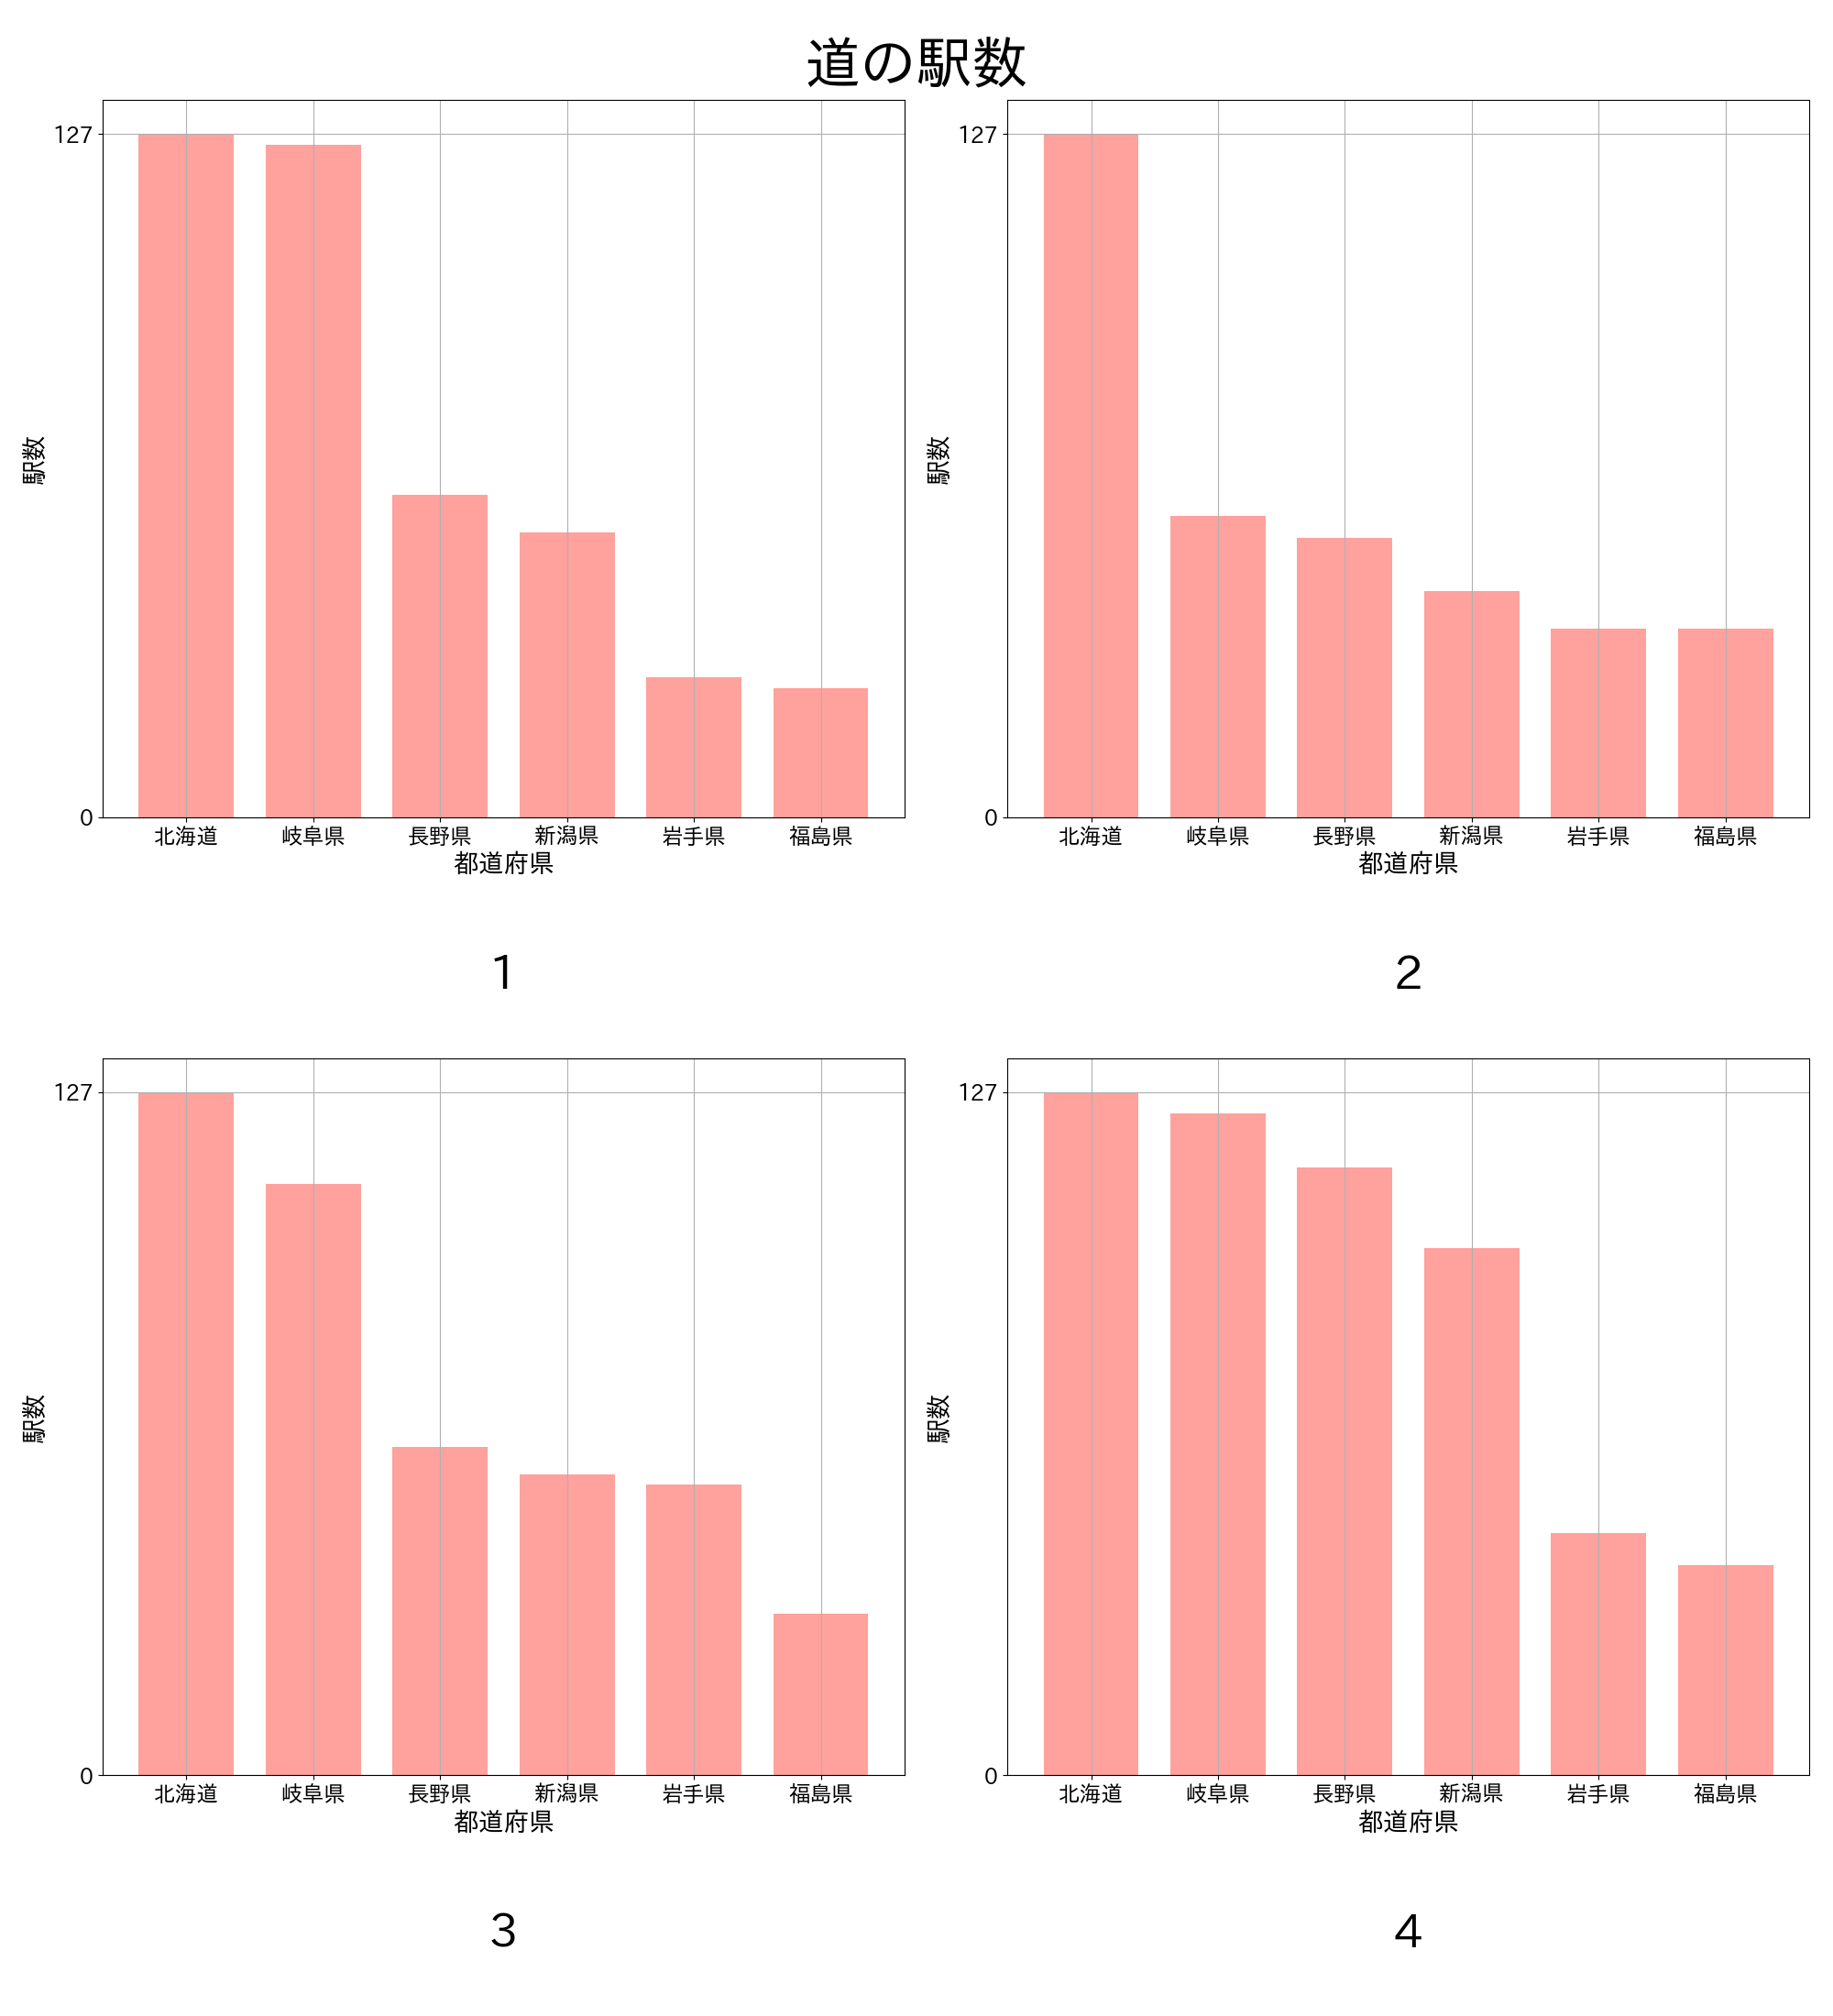 道の駅数
127
0
駅数
北海道 岐阜県 長野県 新潟県 岩手県 福島県
都道府県
1
127
0
駅数
北海道 岐阜県 長野県 新潟県 岩手県 福島県
都道府県
2
127
0
駅数
北海道 岐阜県 長野県 新潟県 岩手県 福島県
都道府県
3
127
0
駅数
北海道 岐阜県 長野県 新潟県 岩手県 福島県
都道府県
4